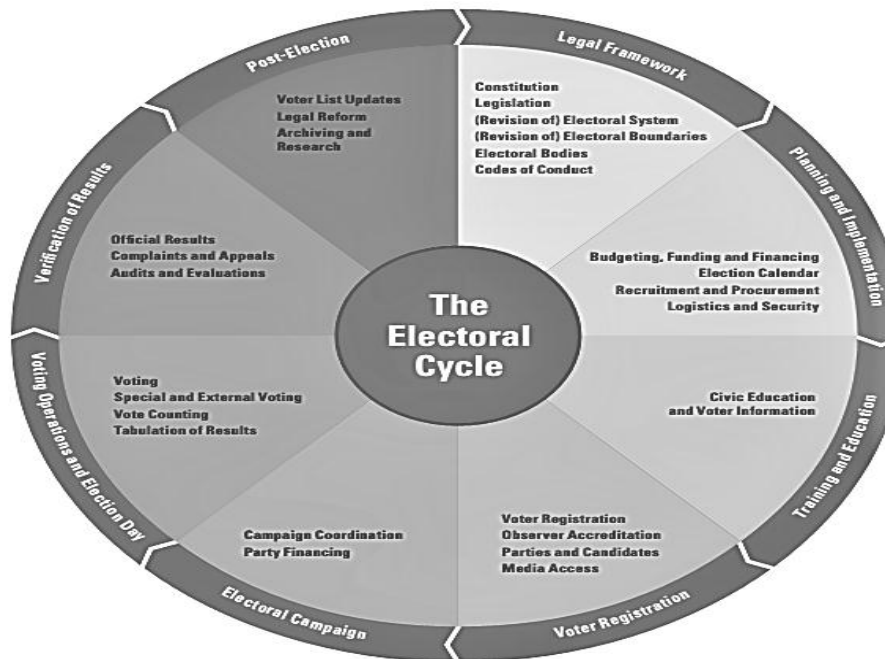 The
Electoral
Cycle
Legal Framework
Constitution
Legislation
(Revision of) Electoral System
(Revision of) Electoral Boundaries
Electoral Bodies
Codes of Conduct
Planning and Implementation
Budgeting, Funding and Financing
Election Calendar
Recruitment and Procurement
Logistics and Security
Training and Education
Civic Education
and Voter Information
Voter Registration
Voter Registration
Observer Accreditation
Parties and Candidates
Media Access
Electoral Campaign
Campaign Coordination
Party Financing
Voting Operations and Election Day
Voting
Special and External Voting
Vote Counting
Tabulation of Results
Verification of Results
Official Results
Complaints and Appeals
Audits and Evaluations
Post-Election
Voter List Updates
Legal Reform
Archiving and
Research